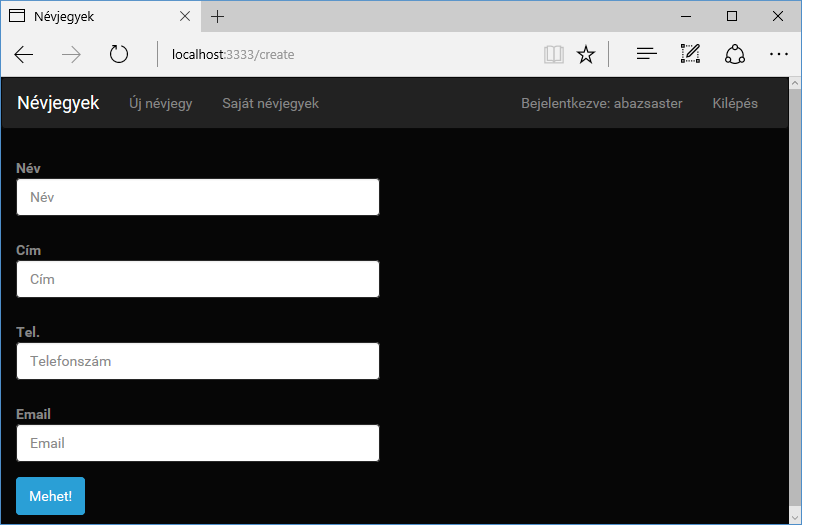 Névjegyek
localhost:3333/create
Névjegyek Új névjegy Saját névjegyek Bejelentkezve: abazsaster Kilépés
Név
Név
Cím
Cím
Tel.
Telefonszám
Email
Email
Mehet!